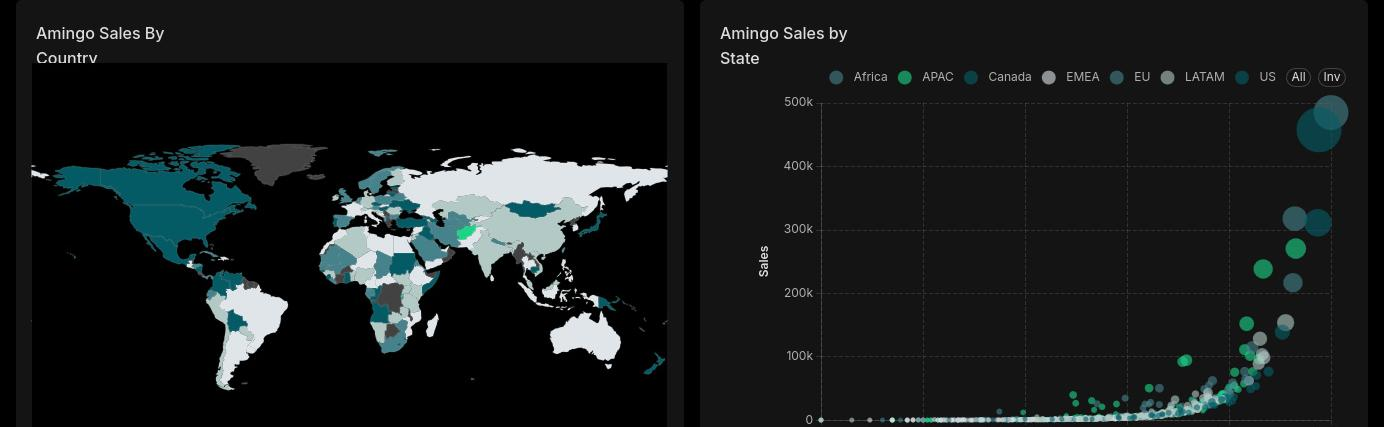 Amingo Sales By
Country
Amingo Sales by
State
Africa APAC Canada EMEA EU LATAM US All Inv
500k
400k
300k
200k
100k
0
Sales